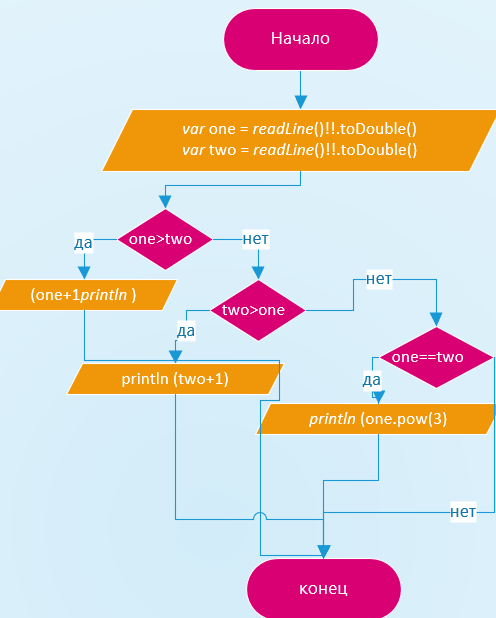 Начало
var one = readLine()!!.toDouble()
var two = readLine()!!.toDouble()
one>two
да
нет
(one+1println )
two>one
нет
да
one==two
println (two+1)
да
println (one.pow(3)
нет
конец